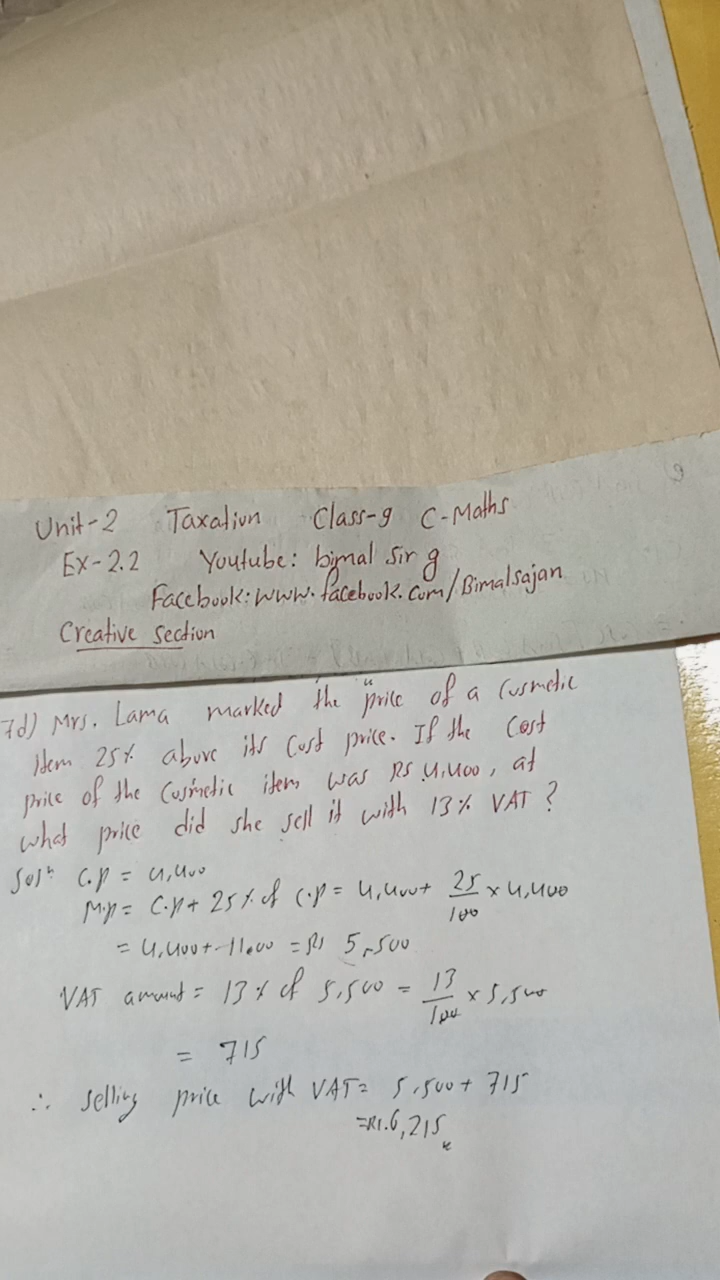 Unit-2 Taxation Class-9 C-Maths
Ex-2.2 Youtube: bimal sir 9
Facebook: www.facebook.com/Bimalsajan
Creative section
7d) Mrs. Lama marked the price of a cosmetic
item 25% above its cost price. If the cost
price of the cosmetic item was Rs 4,400, at
what price did she sell it with 13% VAT?
Solⁿ C.P = 4,400
M.P = C.P + 25% of C.P = 4,400 + 25/100 × 4,400
= 4,400 + 1100 = Rs 5,500
VAT amount = 13% of 5,500 = 13/100 × 5,500
= 715
∴ selling price with VAT = 5,500 + 715
= Rs. 6,215